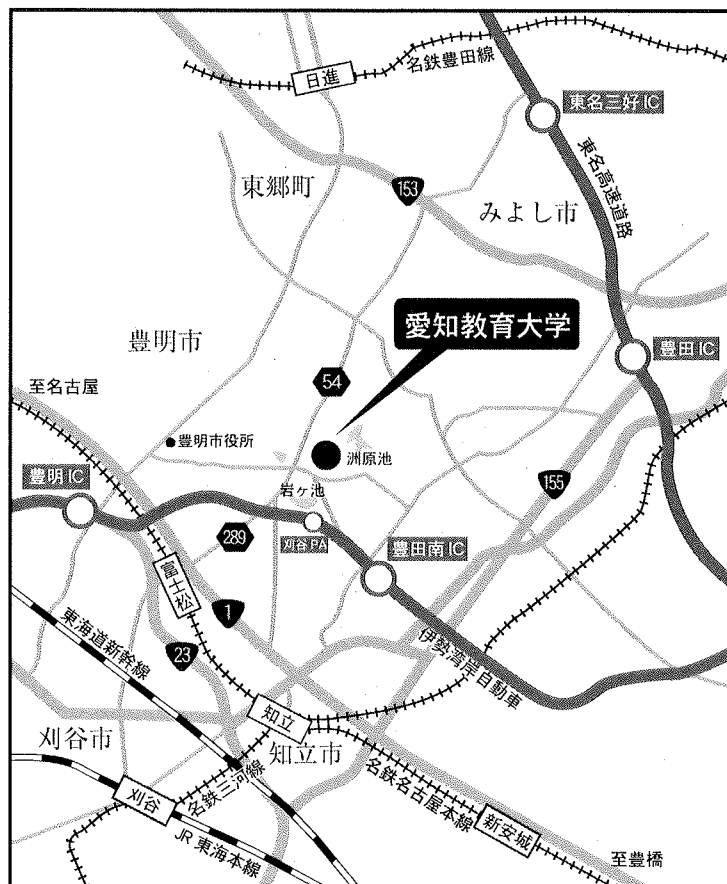 名鉄豊田線
日進
東名三好IC
東名高速道路
東郷町
153
みよし市
愛知教育大学
豊明市
豊田IC
54
至名古屋
豊明市役所
洲原池
豊明IC
岩ヶ池
155
289
刈谷PA
豊田南IC
富士松
1
東海道新幹線
23
伊勢湾岸自動車
知立
刈谷市
知立市
名鉄三河線
名鉄名古屋本線
刈谷
新安城
JR東海本線
至豊橋